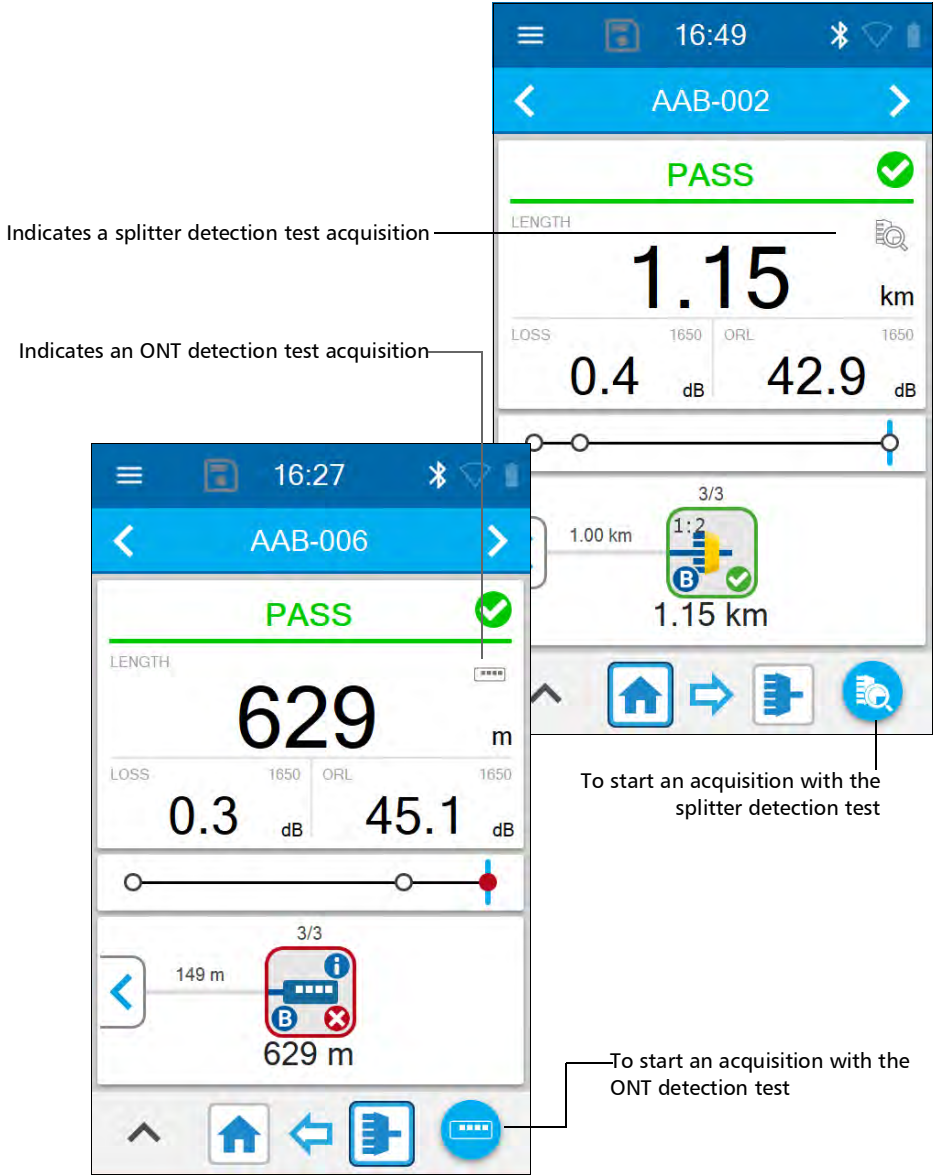 16:49
AAB-002
PASS
LENGTH
1.15 km
LOSS 1650 ORL 1650
0.4 dB 42.9 dB
3/3
1.00 km
1:2
B
1.15 km
Indicates a splitter detection test acquisition
Indicates an ONT detection test acquisition
To start an acquisition with the
splitter detection test
16:27
AAB-006
PASS
LENGTH
629 m
LOSS 1650 ORL 1650
0.3 dB 45.1 dB
3/3
149 m
i
B
629 m
To start an acquisition with the
ONT detection test